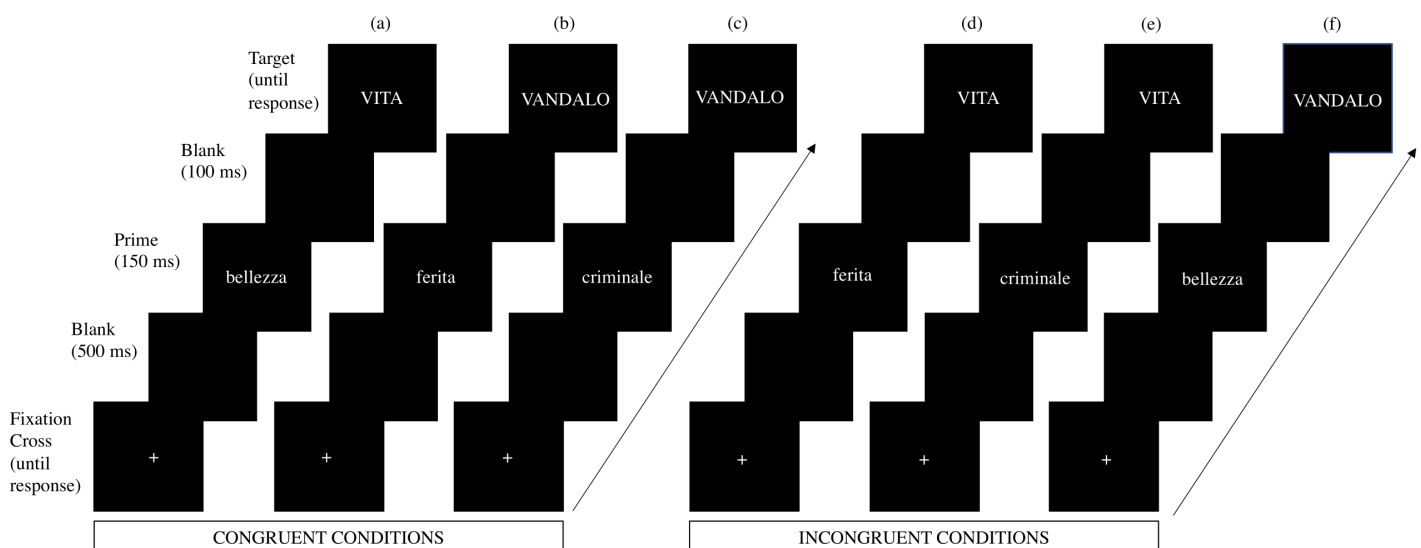 (a) (b) (c) (d) (e) (f)
Target
(until
response)
VITA VANDALO VANDALO VITA VITA VANDALO
Blank
(100 ms)
Prime
(150 ms)
bellezza ferita criminale ferita criminale bellezza
Blank
(500 ms)
Fixation
Cross
(until
response)
+ + + + + +
CONGRUENT CONDITIONS INCONGRUENT CONDITIONS